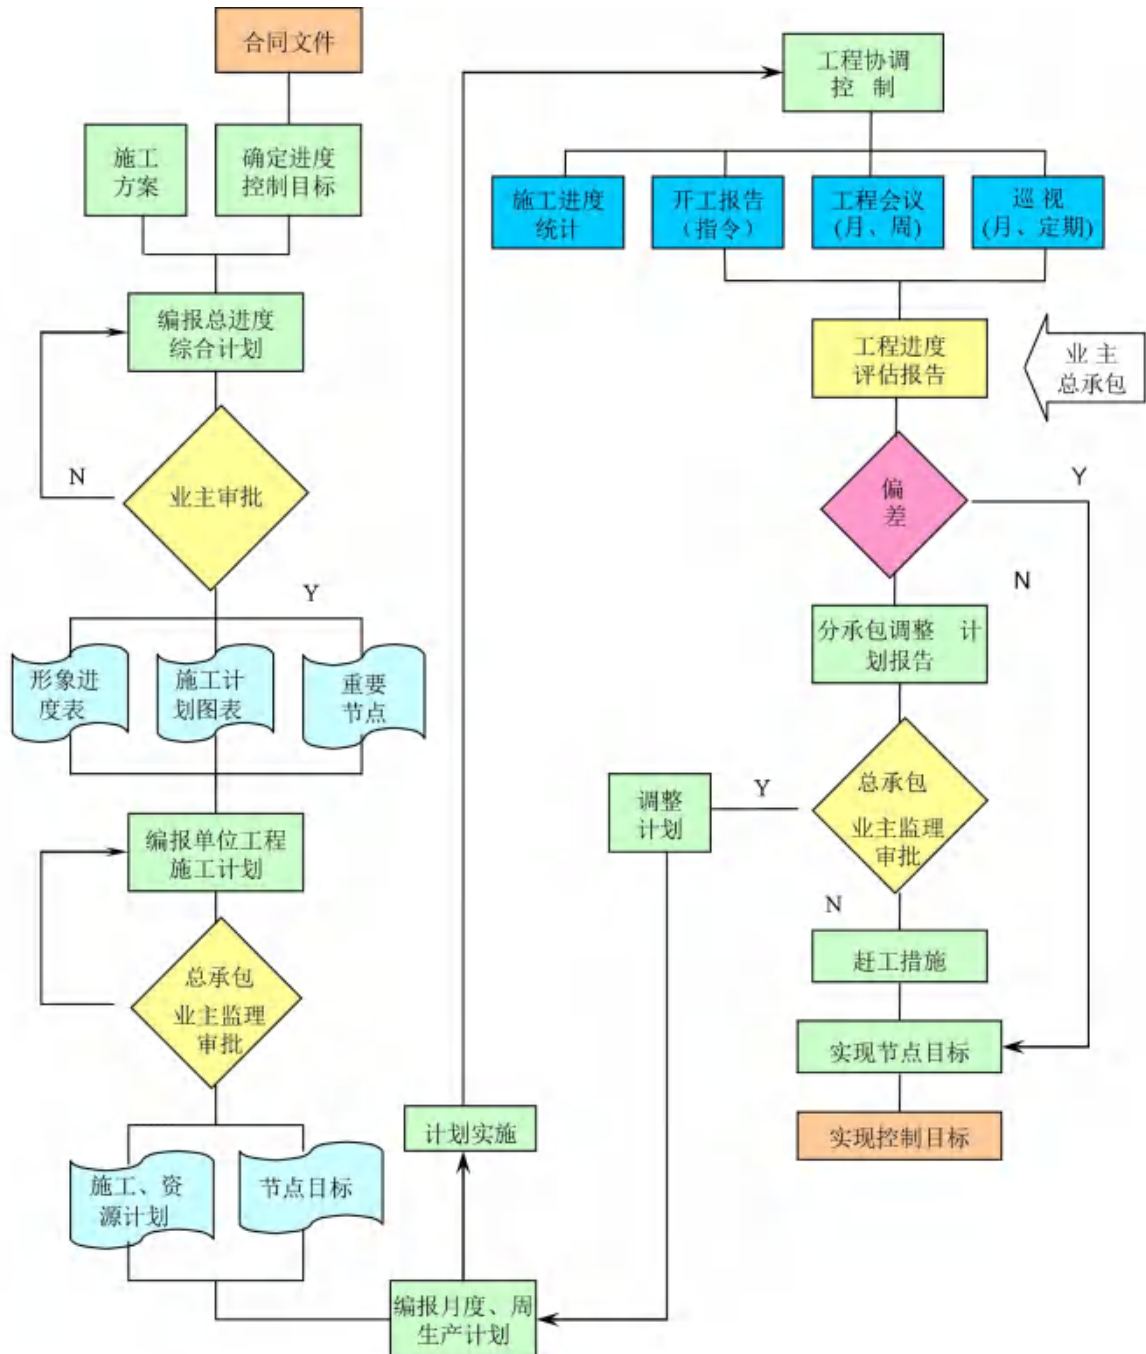 合同文件
施工
方案
确定进度
控制目标
编报总进度
综合计划
N
业主审批
Y
形象进
度表
施工计
划图表
重要
节点
编报单位工程
施工计划
总承包
业主监理
审批
施工、资
源计划
节点目标
编报月度、周
生产计划
计划实施
工程协调
控 制
施工进度
统计
开工报告
（指令）
工程会议
(月、周)
巡 视
(月、定期)
工程进度
评估报告
业 主
总承包
偏
差
Y
N
分承包调整 计
划报告
总承包
业主监理
审批
Y
调整
计划
N
赶工措施
实现节点目标
实现控制目标